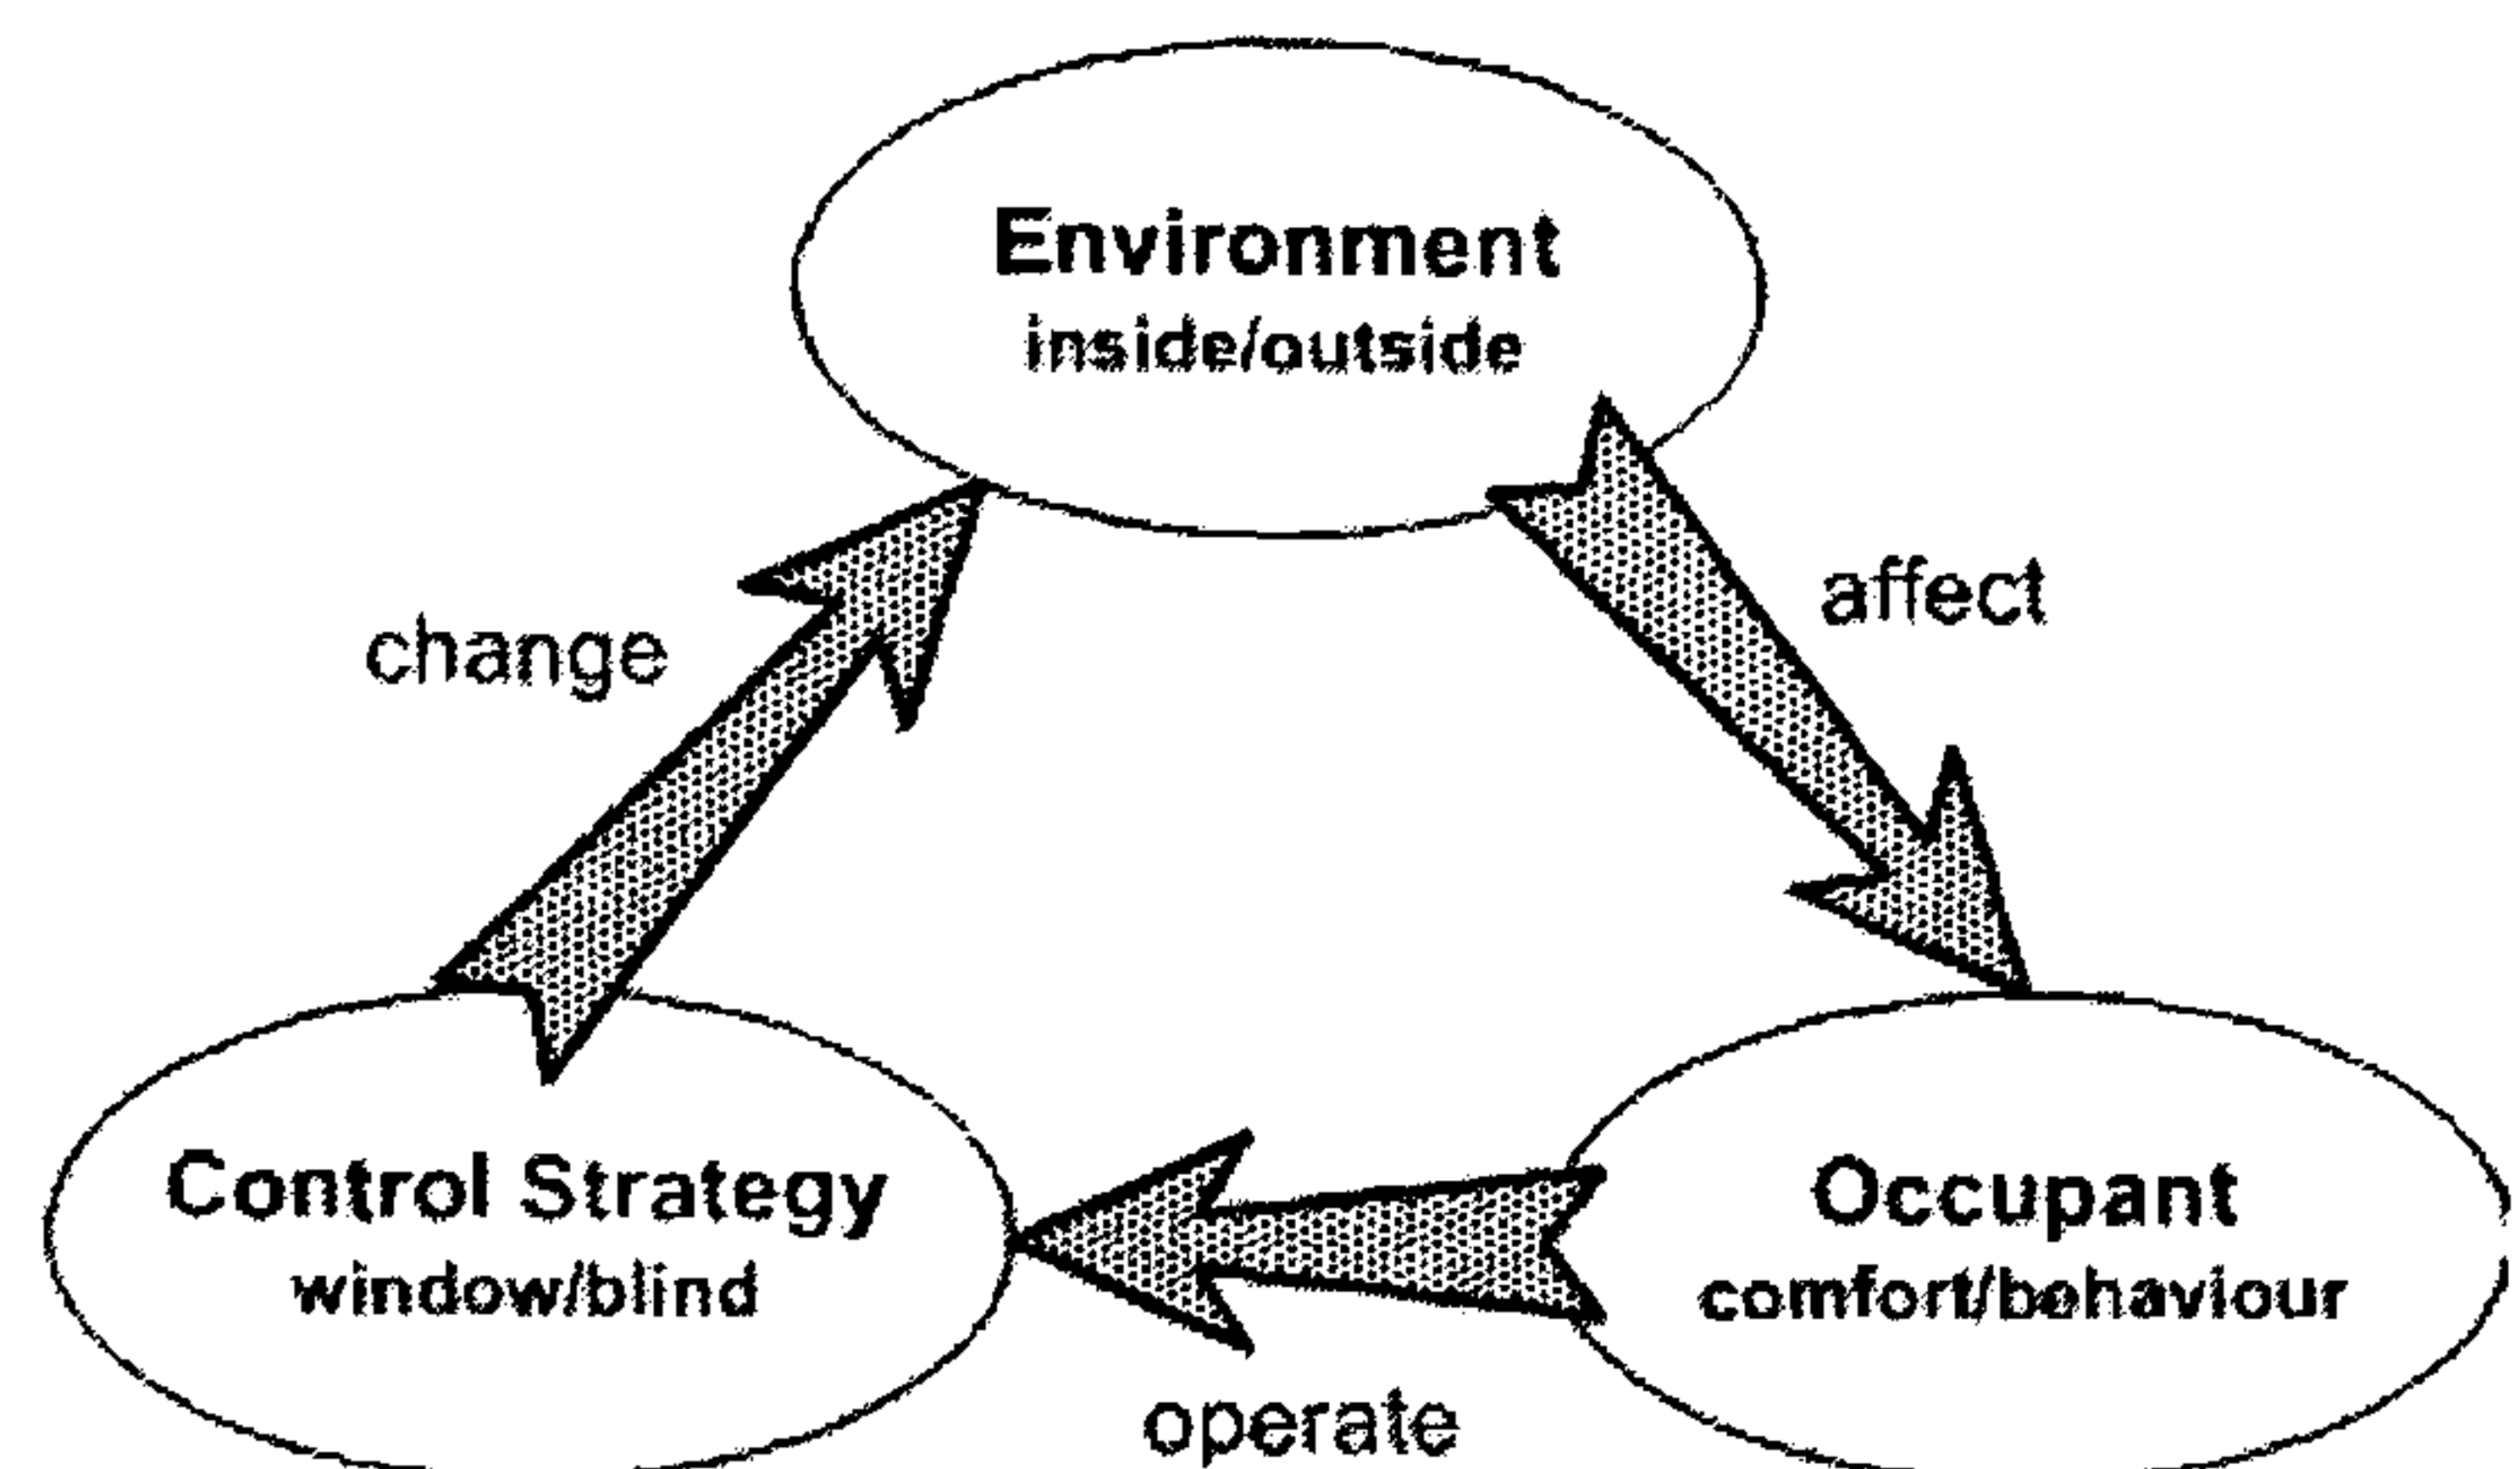 Environment
inside/outside
affect
change
Control Strategy
window/blind
Occupant
comfort/behaviour
operate